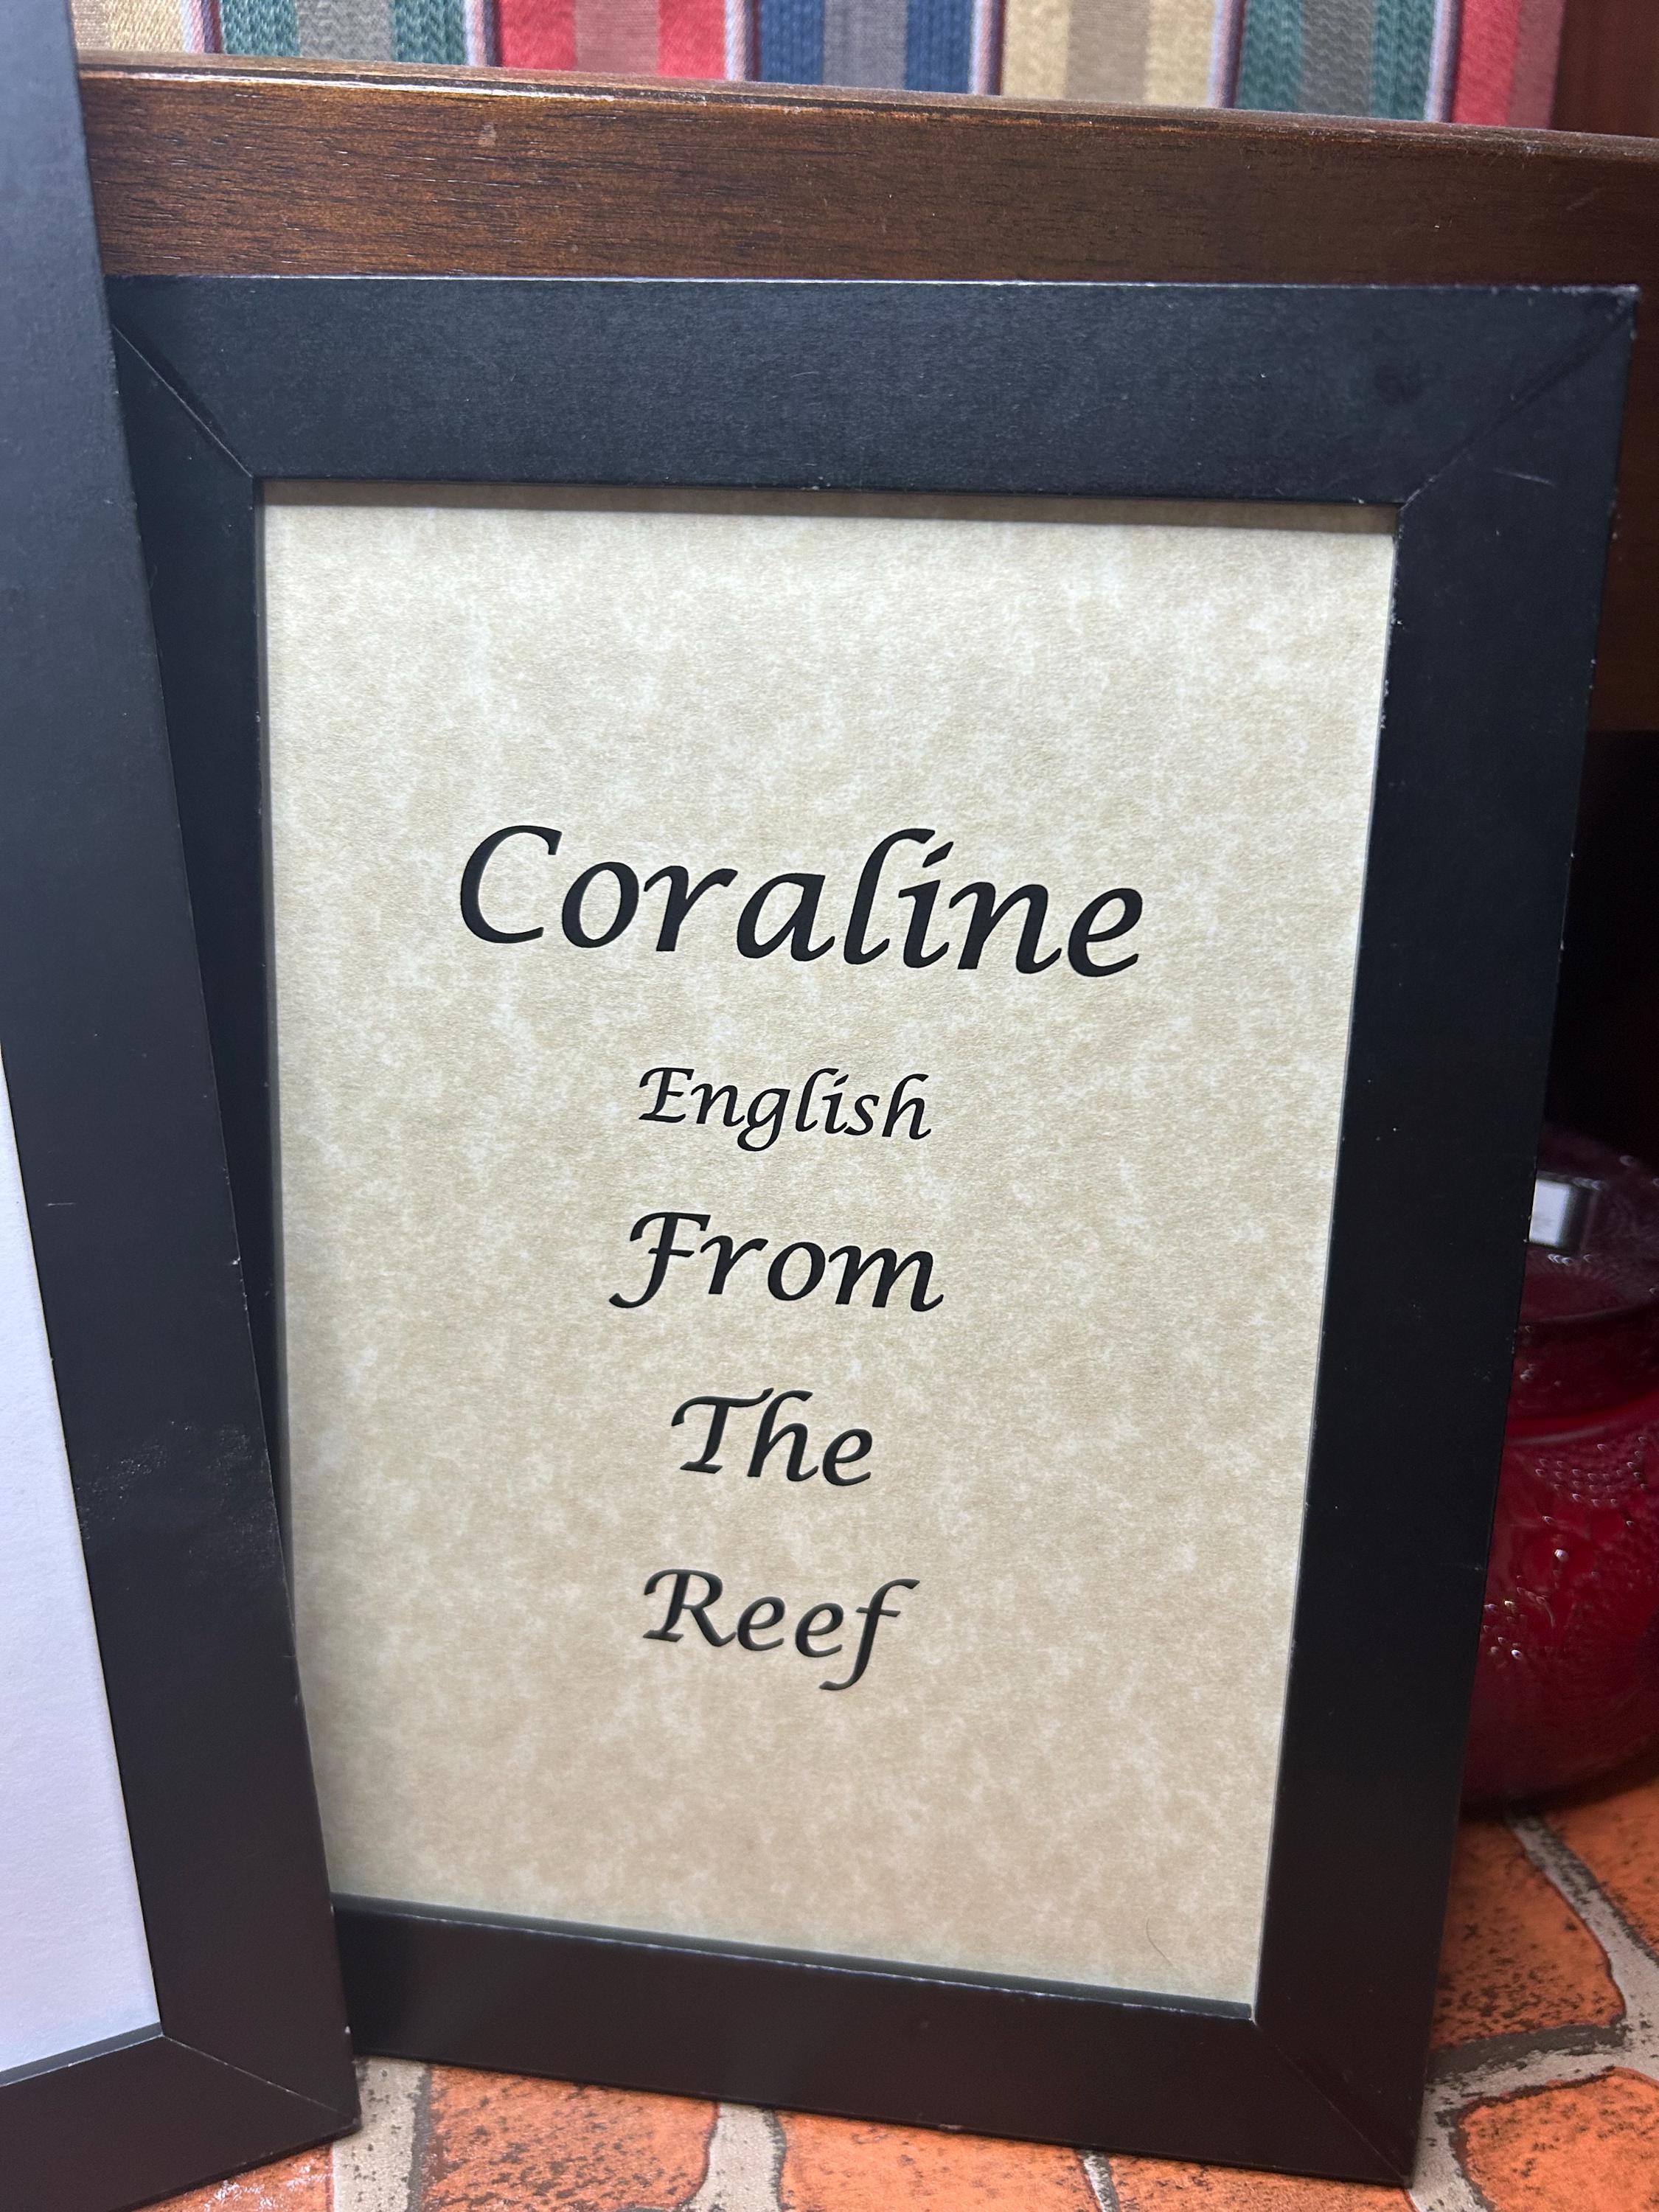 Coraline
English
From
The
Reef